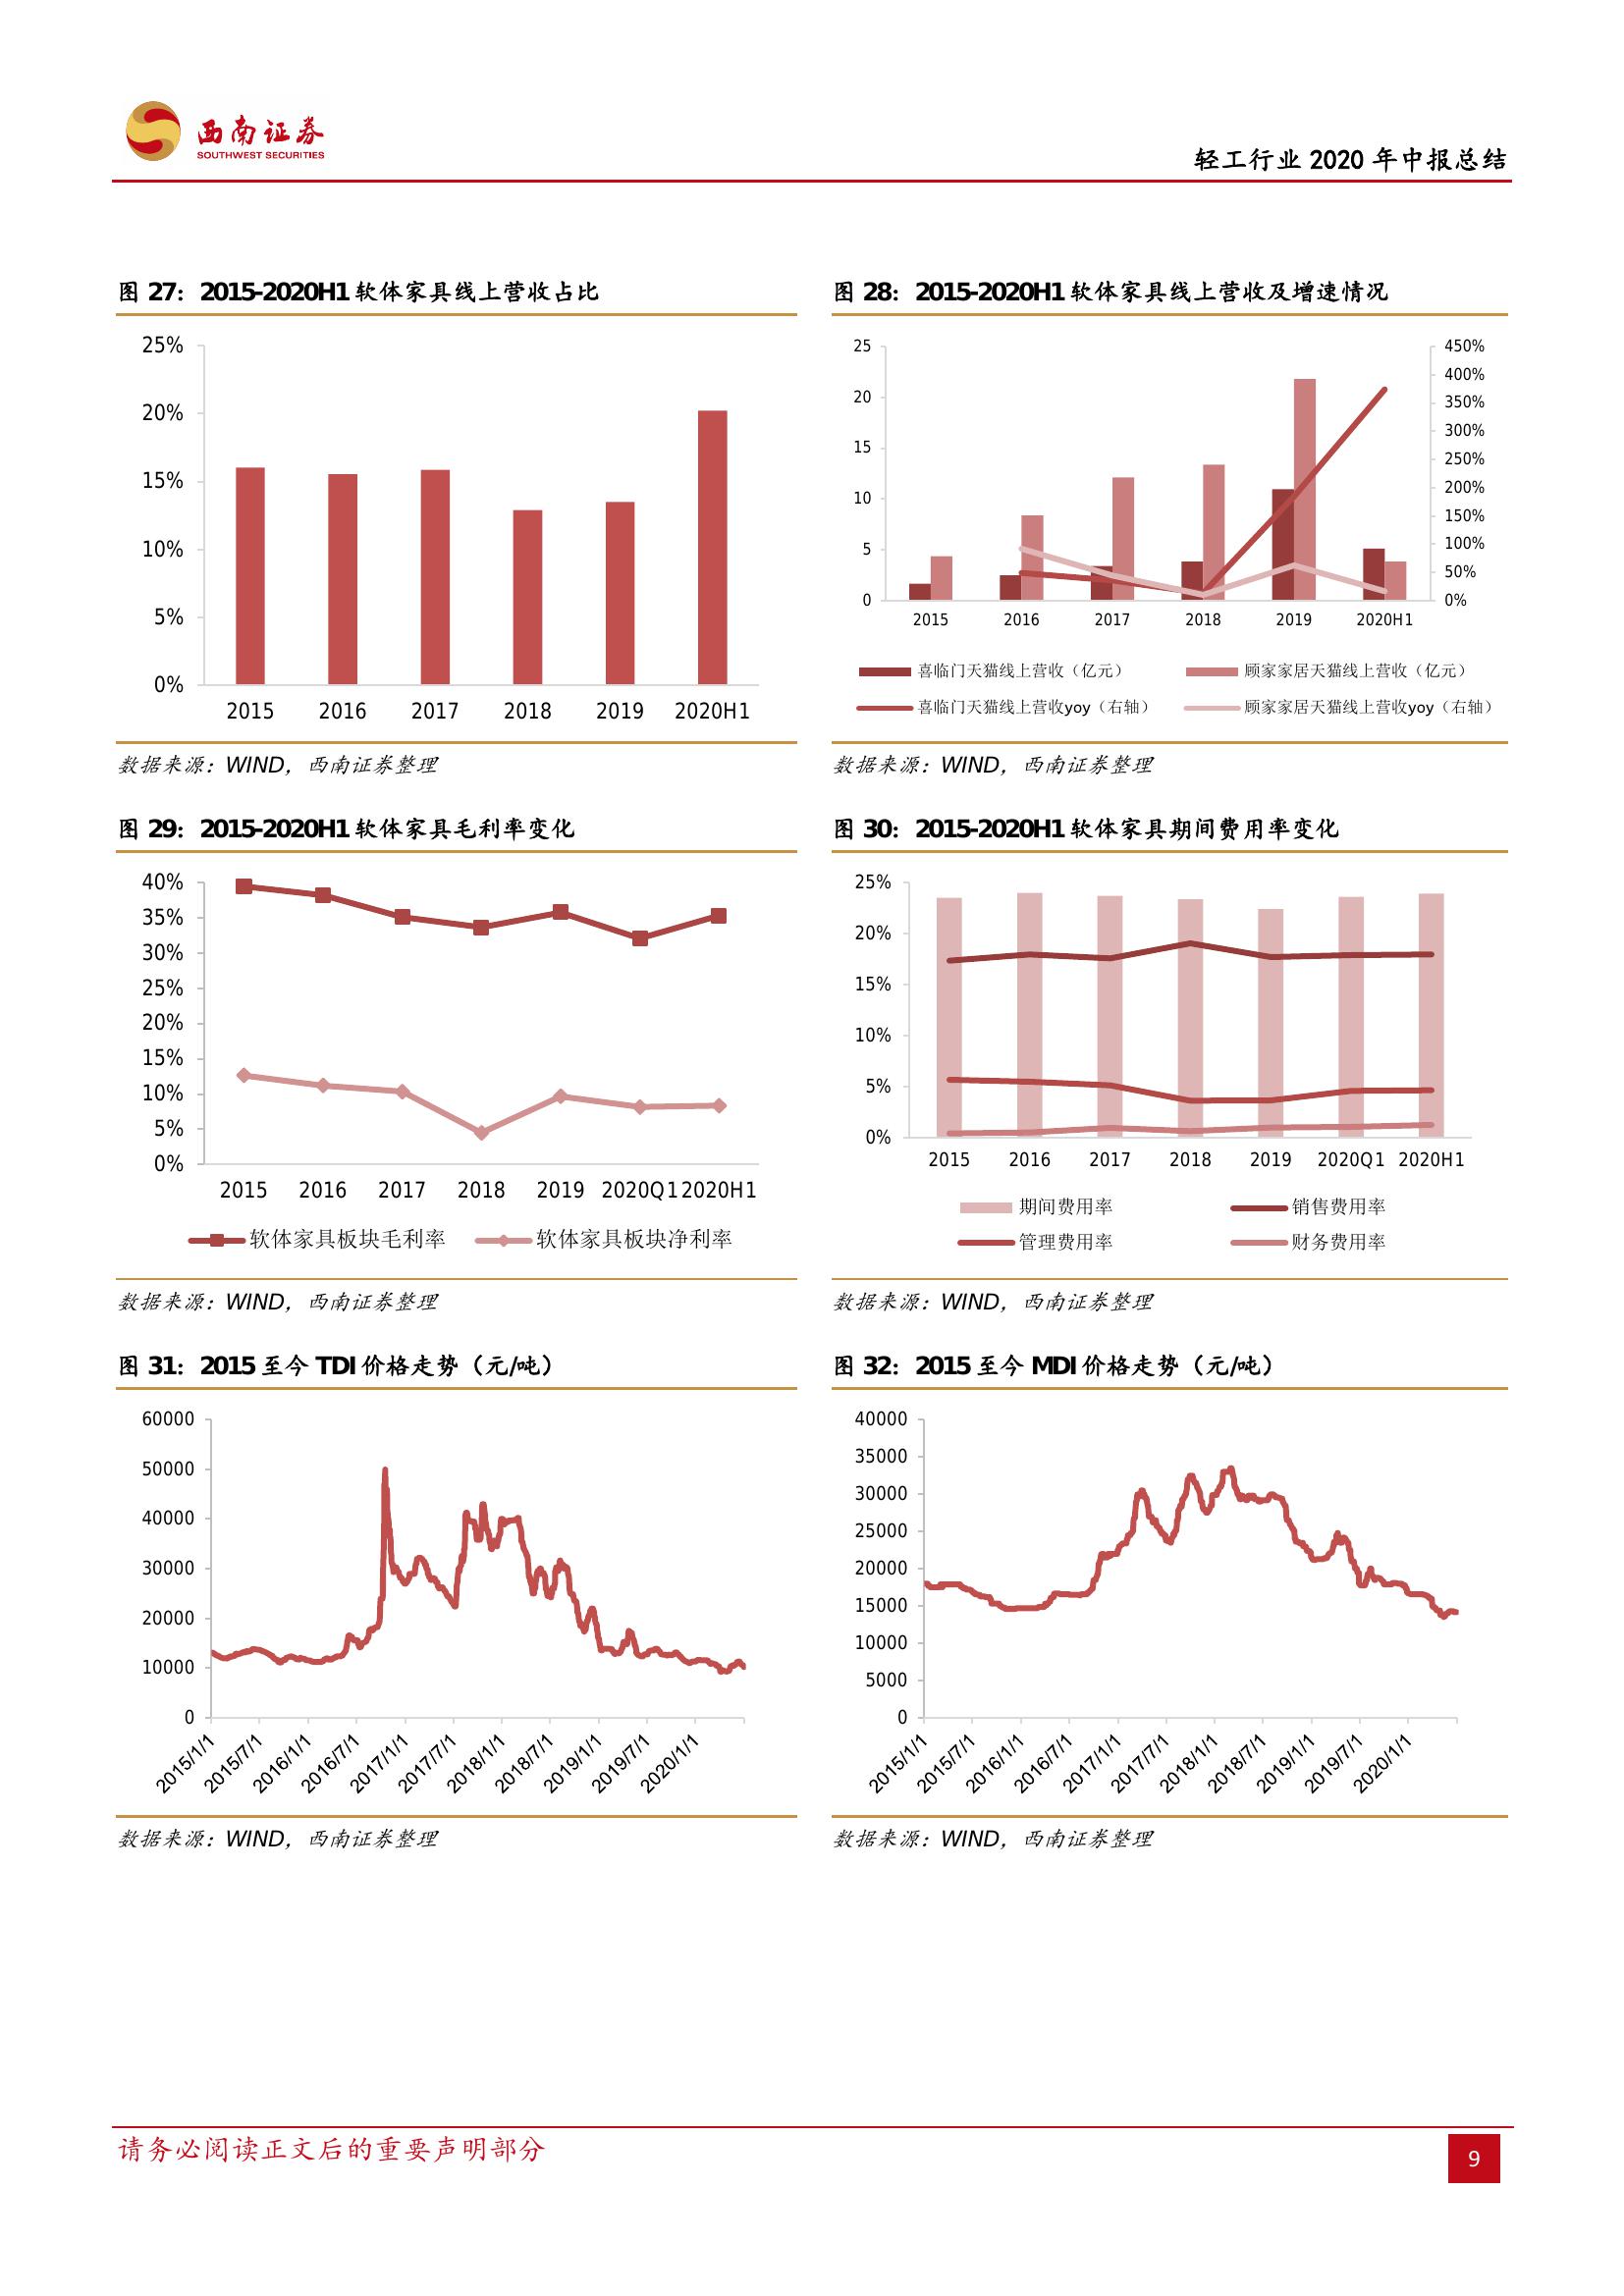 西南证券
SOUTHWEST SECURITIES
轻工行业 2020 年中报总结
图 27：2015-2020H1 软体家具线上营收占比
25%
20%
15%
10%
5%
0%
2015 2016 2017 2018 2019 2020H1
数据来源：WIND，西南证券整理
图 28：2015-2020H1 软体家具线上营收及增速情况
25 450%
400%
20 350%
300%
15 250%
10 200%
150%
5 100%
50%
0 0%
2015 2016 2017 2018 2019 2020H1
喜临门天猫线上营收（亿元） 顾家家居天猫线上营收（亿元）
喜临门天猫线上营收yoy（右轴） 顾家家居天猫线上营收yoy（右轴）
数据来源：WIND，西南证券整理
图 29：2015-2020H1 软体家具毛利率变化
40%
35%
30%
25%
20%
15%
10%
5%
0%
2015 2016 2017 2018 2019 2020Q1 2020H1
软体家具板块毛利率 软体家具板块净利率
数据来源：WIND，西南证券整理
图 30：2015-2020H1 软体家具期间费用率变化
25%
20%
15%
10%
5%
0%
2015 2016 2017 2018 2019 2020Q1 2020H1
期间费用率 销售费用率
管理费用率 财务费用率
数据来源：WIND，西南证券整理
图 31：2015 至今 TDI 价格走势（元/吨）
60000
50000
40000
30000
20000
10000
0
2015/1/1 2015/7/1 2016/1/1 2016/7/1 2017/1/1 2017/7/1 2018/1/1 2018/7/1 2019/1/1 2019/7/1 2020/1/1
数据来源：WIND，西南证券整理
图 32：2015 至今 MDI 价格走势（元/吨）
40000
35000
30000
25000
20000
15000
10000
5000
0
2015/1/1 2015/7/1 2016/1/1 2016/7/1 2017/1/1 2017/7/1 2018/1/1 2018/7/1 2019/1/1 2019/7/1 2020/1/1
数据来源：WIND，西南证券整理
请务必阅读正文后的重要声明部分
9